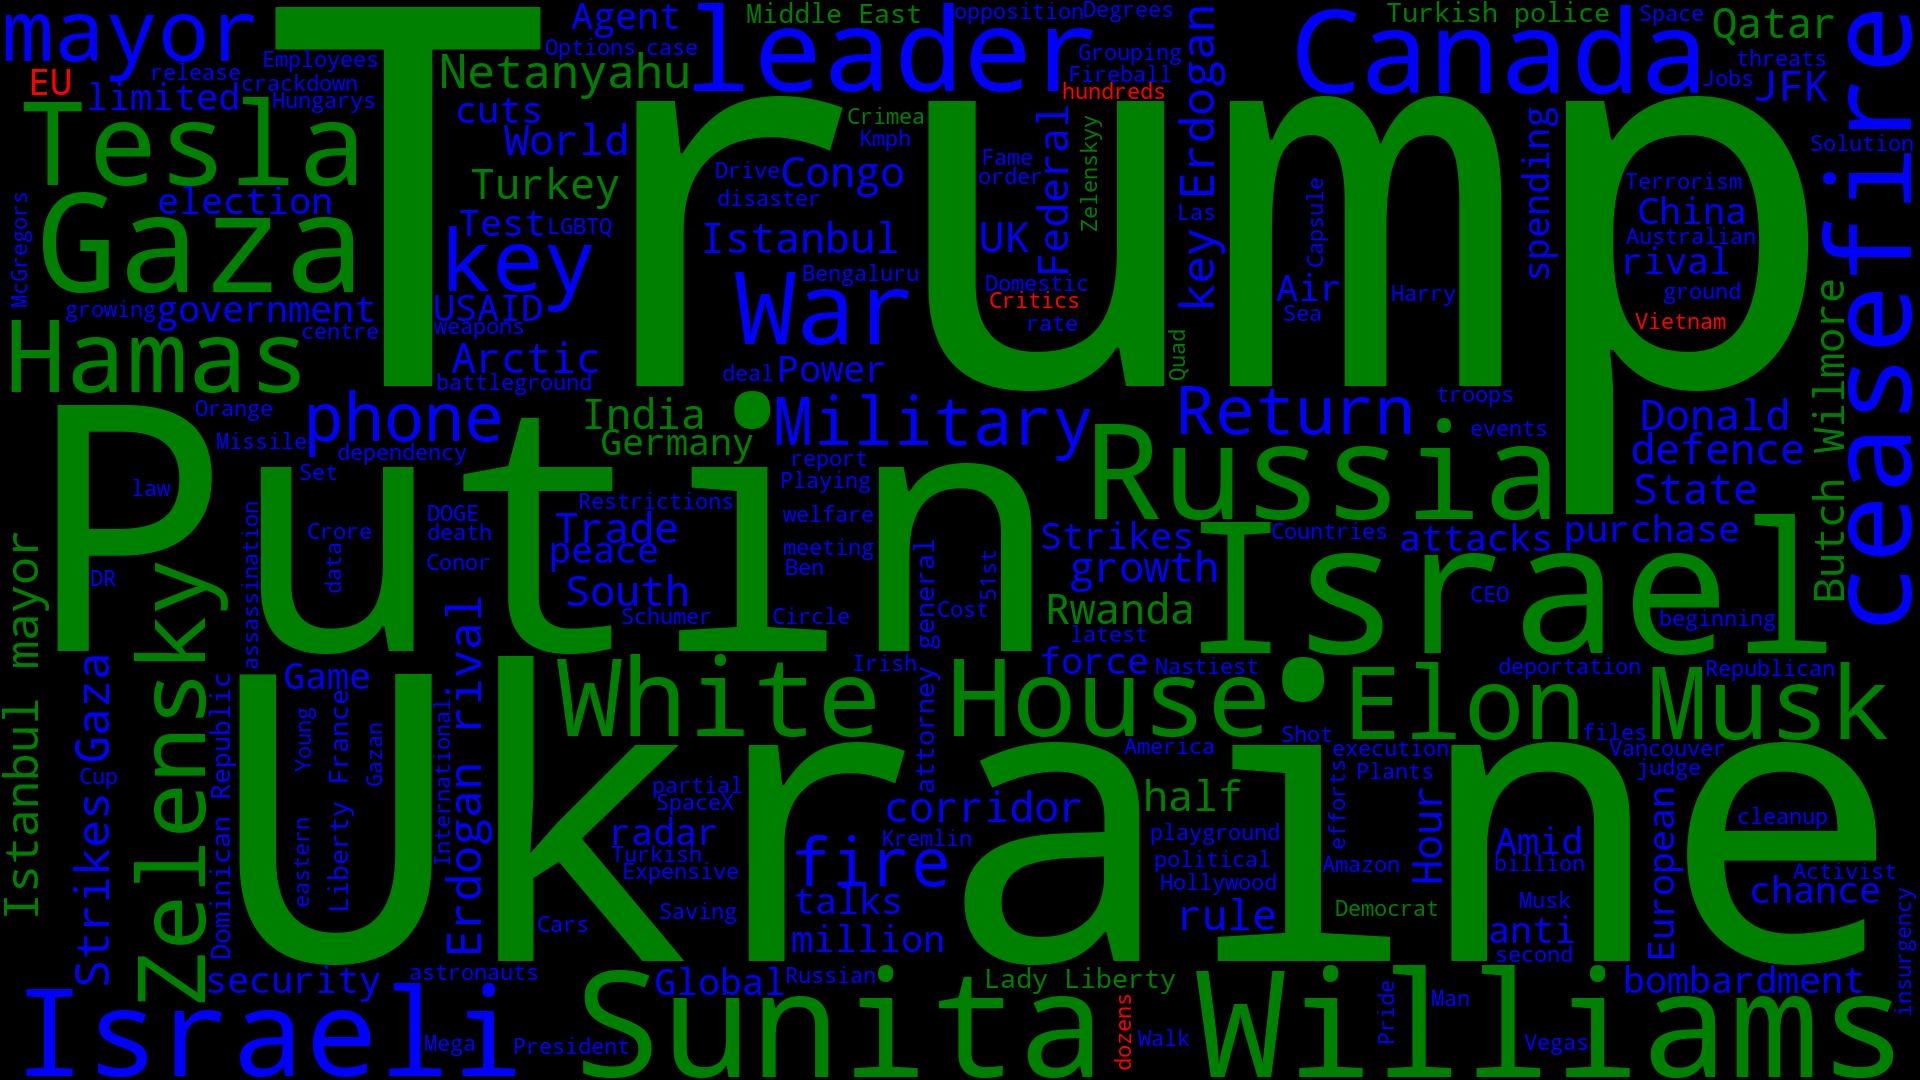 mayor
Trump
Agent
Middle East
leader
opposition
Degrees
Canada
Turkish police
Space
Qatar
ceasefire
EU
release
Employees
Options case
Netanyahu
Grouping
Erdogan
threats
limited
crackdown
Hungarys
Fireball
hundreds
Jobs
JFK
Tesla
cuts
World
Crimea
Kmph
Federal
Zelenskyy
spending
Solution
Gaza
election
Turkey
Drive
Congo
disaster
Fame
order
Terrorism
China
Australian
rival
ground
Vietnam
McGregors
Test
LGBTQ
key
Istanbul
UK
Las
key
Capsule
Bengaluru
War
Domestic
Critics
rate
Air
Sea
Harry
Butch Wilmore
growing
government
centre
USAID
weapons
Hamas
Arctic
battleground
deal
Power
Quad
Orange
phone
India
Germany
Military
Return
troops
Donald
Missile
dependency
Russia
events
defence
State
Putin
law
Set
report
Playing
Restrictions
Crore
data
DOGE
death
Conor
Trade
peace
South
Schumer
welfare
meeting
Ben
Circle
attorney general
Cost
51st
Strikes
growth
Rwanda
latest
Countries
attacks
purchase
Israel
CEO
beginning
DR
assassination
Istanbul mayor
Zelensky
Gaza
Strikes
Cup
Dominican Republic
Game
Young
Liberty France
Gazan
eastern
International
Erdogan rival
White House
Irish
force
Nastiest
deportation
Republican
Elon Musk
Ukraine
America
Shot
execution
files
Vancouver
judge
Plants
efforts
partial
SpaceX
radar
Turkish
Expensive
Saving
Cars
corridor
Kremlin
fire
talks
million
half
playground
political
Hollywood
rule
Amazon
Democrat
Hour
Amid
billion
Musk
anti
second
European
cleanup
Activist
chance
insurgency
security
astronauts
Global
Russian
Lady Liberty
bombardment
Israeli
Mega
President
Sunita Williams
dozens
Walk
Pride
Man
Vegas